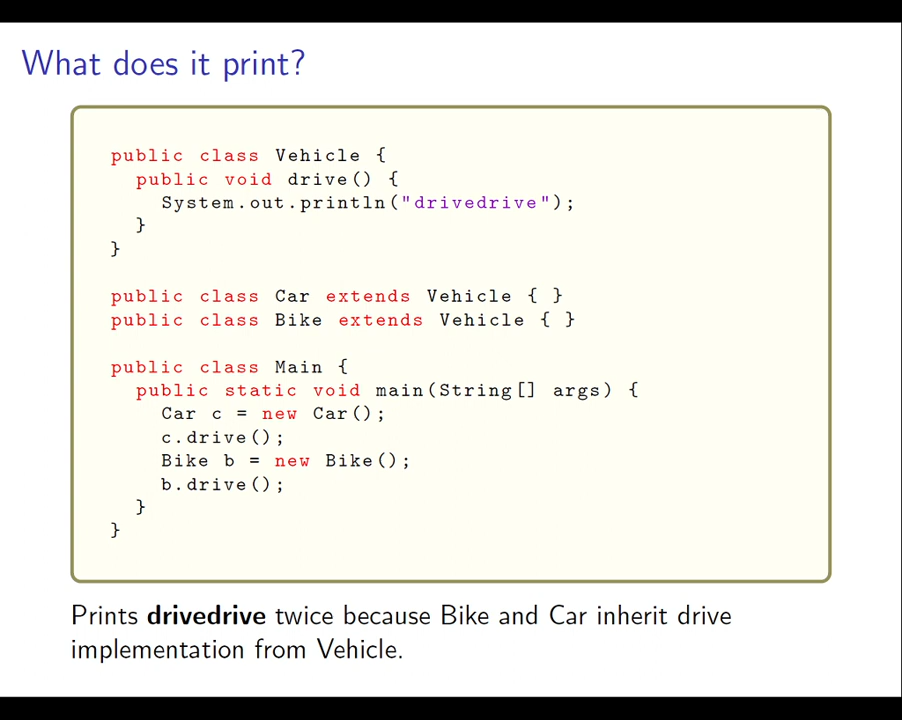 What does it print?
public class Vehicle {
  public void drive() {
    System.out.println("drivedrive");
  }
}
public class Car extends Vehicle { }
public class Bike extends Vehicle { }
public class Main {
  public static void main(String[] args) {
    Car c = new Car();
    c.drive();
    Bike b = new Bike();
    b.drive();
  }
}
Prints drivedrive twice because Bike and Car inherit drive
implementation from Vehicle.